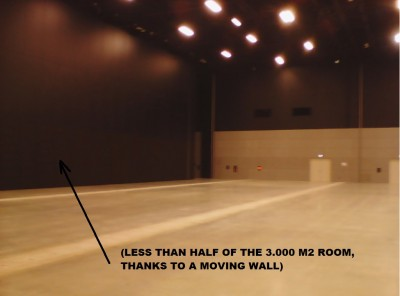 (LESS THAN HALF OF THE 3.000 M2 ROOM,
THANKS TO A MOVING WALL)